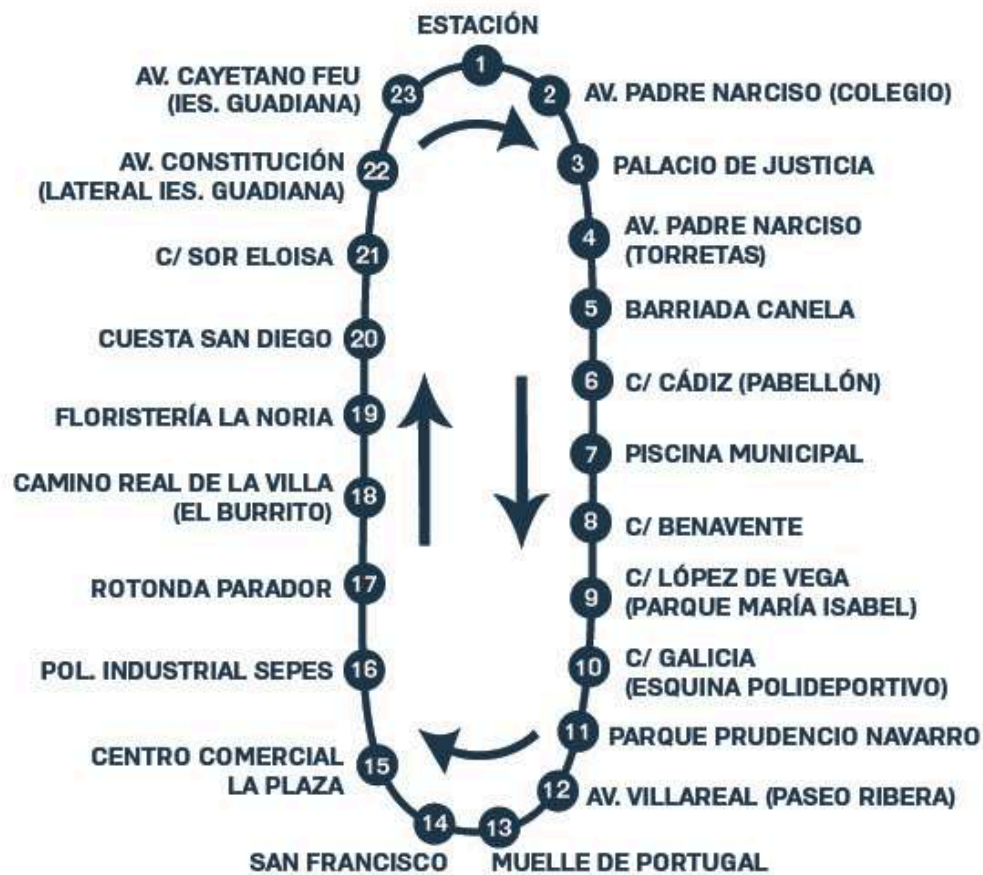 ESTACIÓN
1
2
AV. PADRE NARCISO (COLEGIO)
3
PALACIO DE JUSTICIA
4
AV. PADRE NARCISO
(TORRETAS)
5
BARRIADA CANELA
6
C/ CÁDIZ (PABELLÓN)
7
PISCINA MUNICIPAL
8
C/ BENAVENTE
9
C/ LÓPEZ DE VEGA
(PARQUE MARÍA ISABEL)
10
C/ GALICIA
(ESQUINA POLIDEPORTIVO)
11
PARQUE PRUDENCIO NAVARRO
12
AV. VILLAREAL (PASEO RIBERA)
13
MUELLE DE PORTUGAL
14
SAN FRANCISCO
15
CENTRO COMERCIAL
LA PLAZA
16
POL. INDUSTRIAL SEPES
17
ROTONDA PARADOR
18
CAMINO REAL DE LA VILLA
(EL BURRITO)
19
FLORISTERÍA LA NORIA
20
CUESTA SAN DIEGO
21
C/ SOR ELOISA
22
AV. CONSTITUCIÓN
(LATERAL IES. GUADIANA)
23
AV. CAYETANO FEU
(IES. GUADIANA)